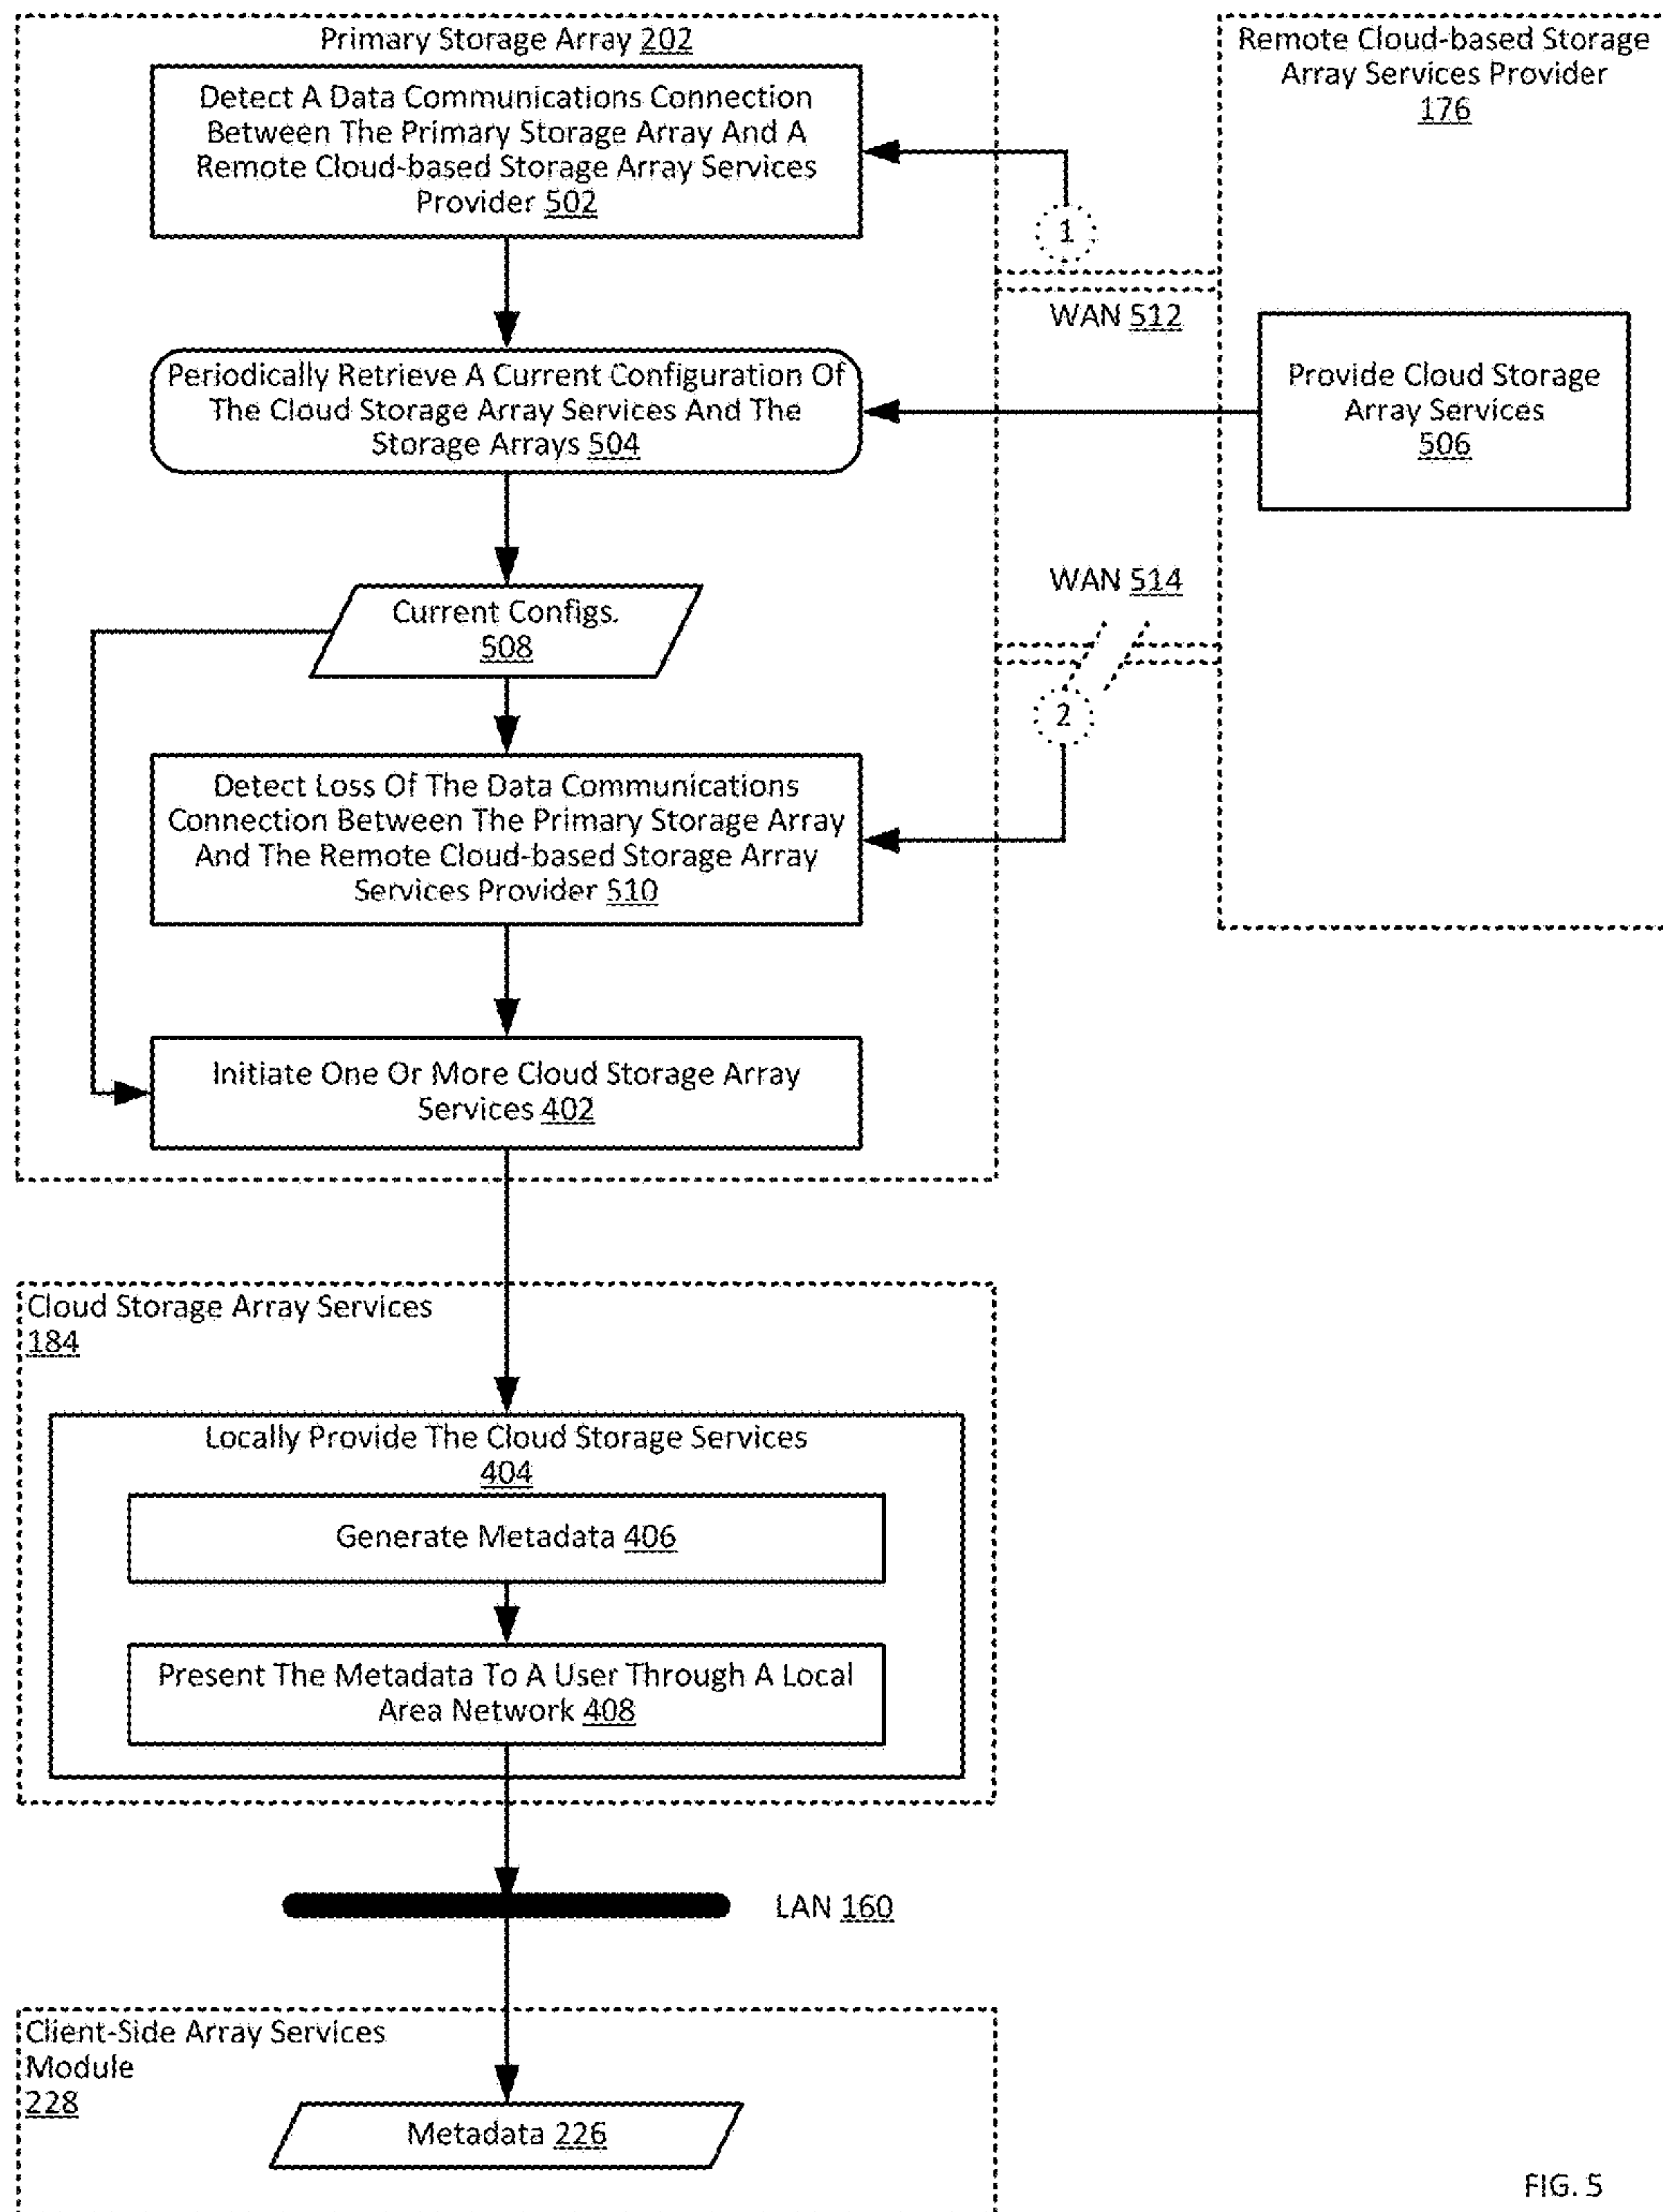 Primary Storage Array 202
Detect A Data Communications Connection
Between The Primary Storage Array And A
Remote Cloud-based Storage Array Services
Provider 502
Remote Cloud-based Storage
Array Services Provider
176
1
WAN 512
Periodically Retrieve A Current Configuration Of
The Cloud Storage Array Services And The
Storage Arrays 504
Provide Cloud Storage
Array Services
506
Current Configs.
508
WAN 514
2
Detect Loss Of The Data Communications
Connection Between The Primary Storage Array
And The Remote Cloud-based Storage Array
Services Provider 510
Initiate One Or More Cloud Storage Array
Services 402
Cloud Storage Array Services
184
Locally Provide The Cloud Storage Services
404
Generate Metadata 406
Present The Metadata To A User Through A Local
Area Network 408
LAN 160
Client-Side Array Services
Module
228
Metadata 226
FIG. 5